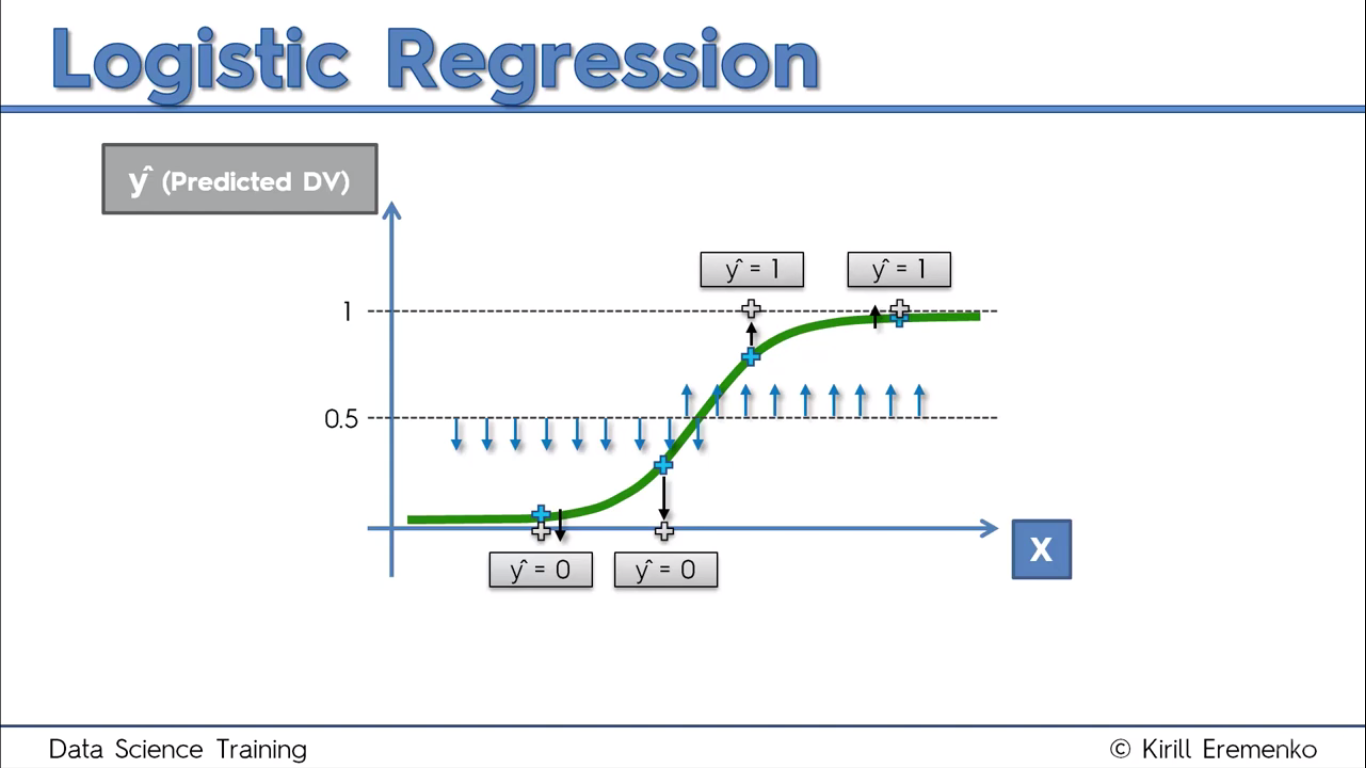 Logistic Regression
y^ (Predicted DV)
y^ = 1
y^ = 1
1
0.5
X
y^ = 0
y^ = 0
Data Science Training
© Kirill Eremenko